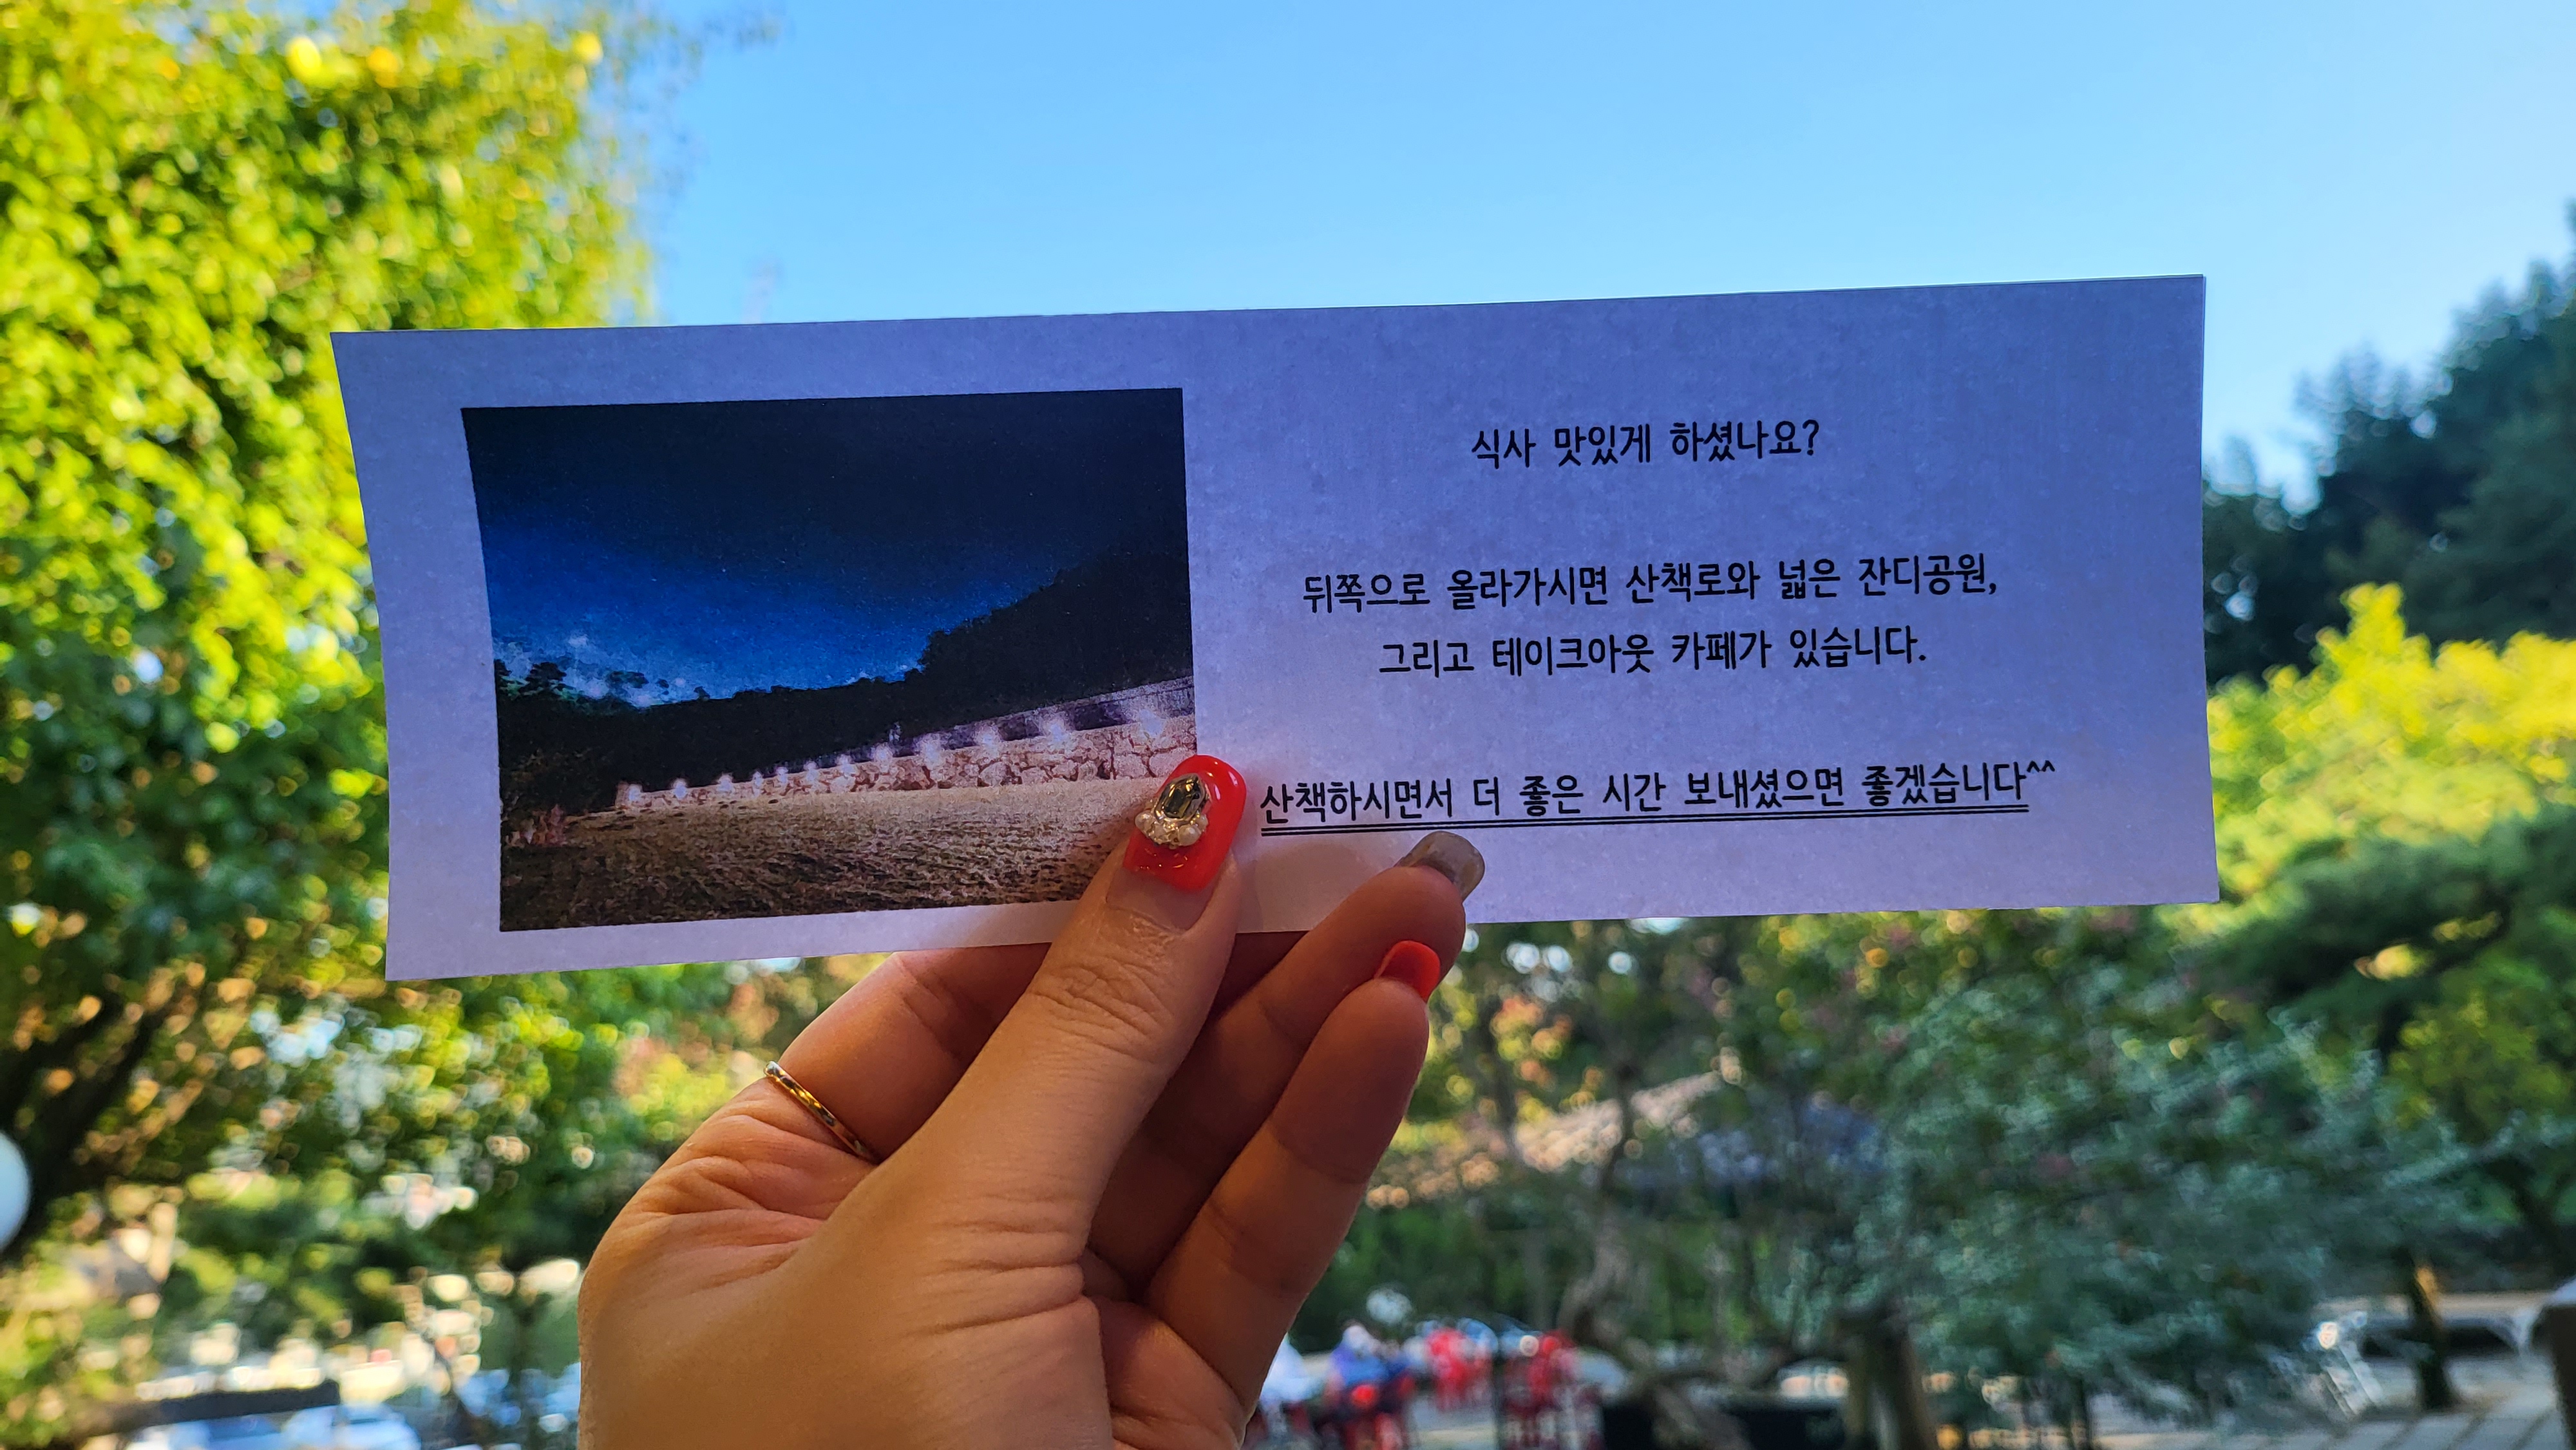 식사 맛있게 하셨나요?
뒤쪽으로 올라가시면 산책로와 넓은 잔디공원,
그리고 테이크아웃 카페가 있습니다.
산책하시면서 더 좋은 시간 보내셨으면 좋겠습니다^^